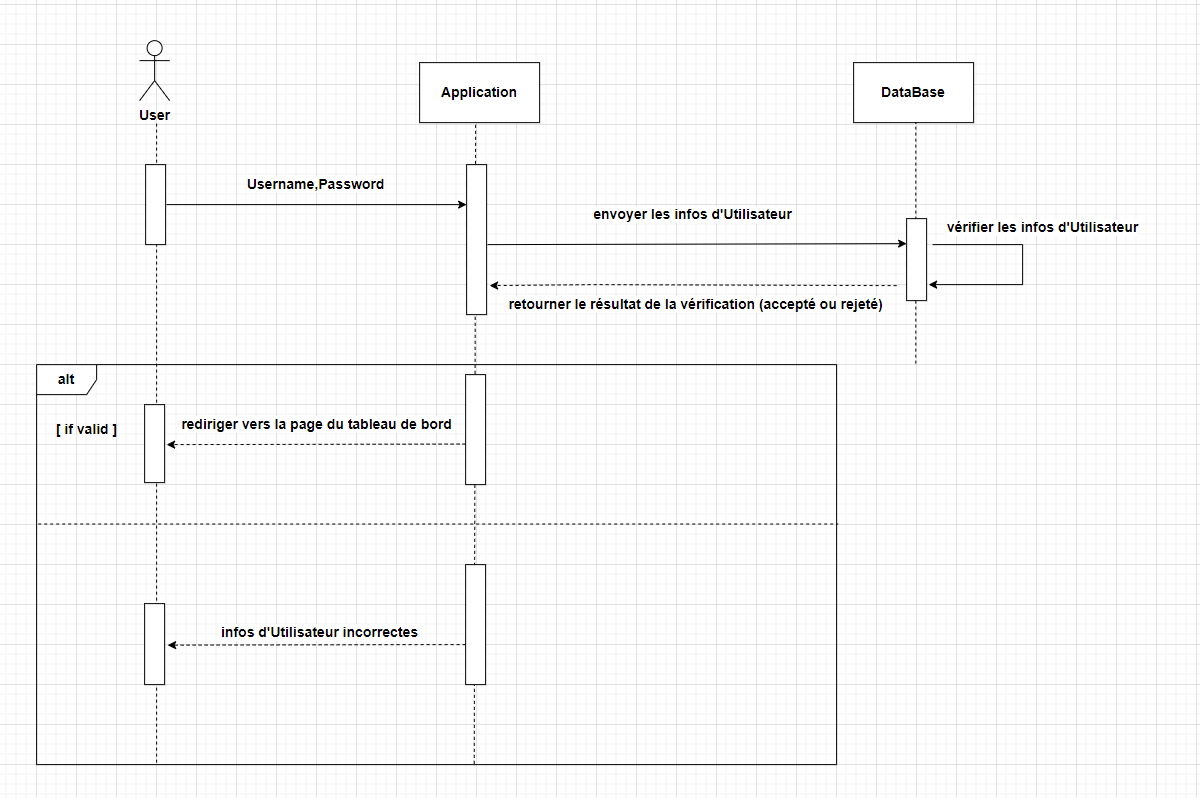 User
Application
DataBase
Username,Password
envoyer les infos d'Utilisateur
vérifier les infos d'Utilisateur
retourner le résultat de la vérification (accepté ou rejeté)
alt
[ if valid ]
rediriger vers la page du tableau de bord
infos d'Utilisateur incorrectes